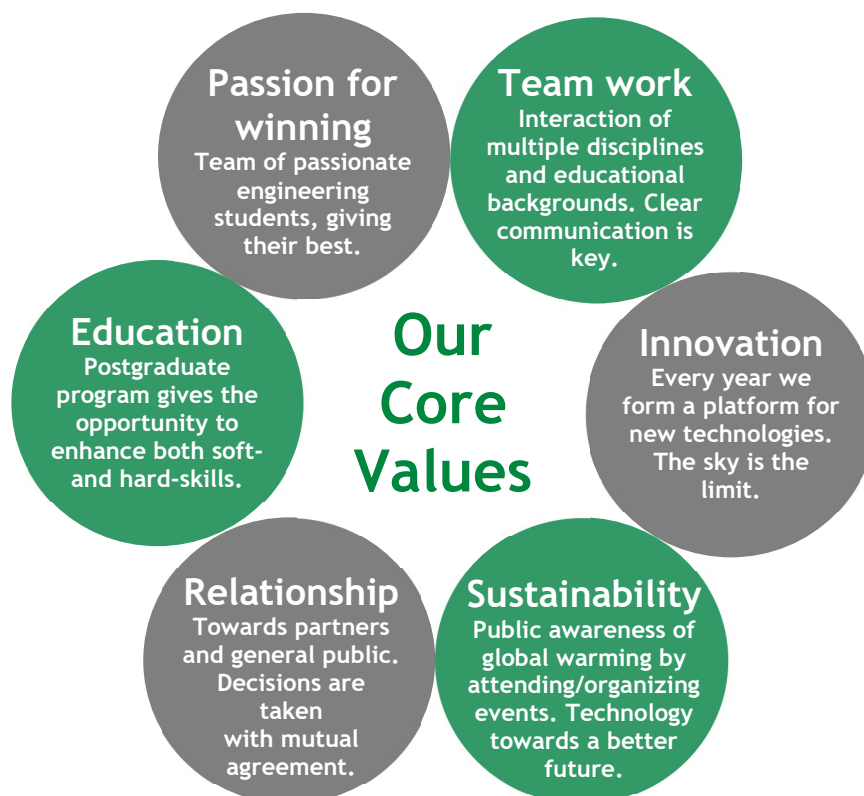 Passion for
winning
Team of passionate
engineering
students, giving
their best.
Team work
Interaction of
multiple disciplines
and educational
backgrounds. Clear
communication is
key.
Education
Postgraduate
program gives the
opportunity to
enhance both soft-
and hard-skills.
Our
Core
Values
Innovation
Every year we
form a platform for
new technologies.
The sky is the
limit.
Relationship
Towards partners
and general public.
Decisions are
taken
with mutual
agreement.
Sustainability
Public awareness of
global warming by
attending/organizing
events. Technology
towards a better
future.